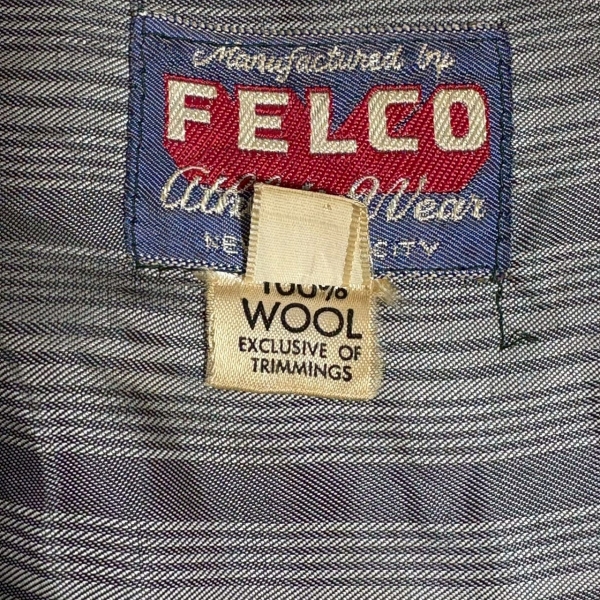 Manufactured by
FELCO
Wear
CITY
100%
WOOL
EXCLUSIVE OF
TRIMMINGS